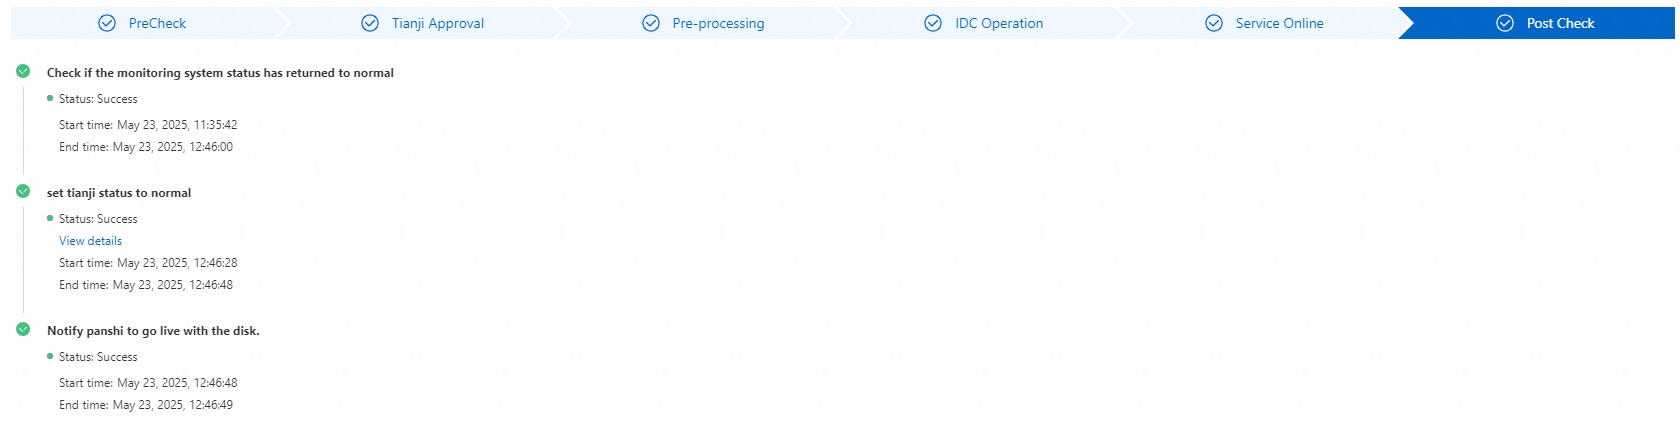 PreCheck
Tianji Approval
Pre-processing
IDC Operation
Service Online
Post Check
Check if the monitoring system status has returned to normal
Status: Success
Start time: May 23, 2025, 11:35:42
End time: May 23, 2025, 12:46:00
set tianji status to normal
Status: Success
View details
Start time: May 23, 2025, 12:46:28
End time: May 23, 2025, 12:46:48
Notify panshi to go live with the disk.
Status: Success
Start time: May 23, 2025, 12:46:48
End time: May 23, 2025, 12:46:49